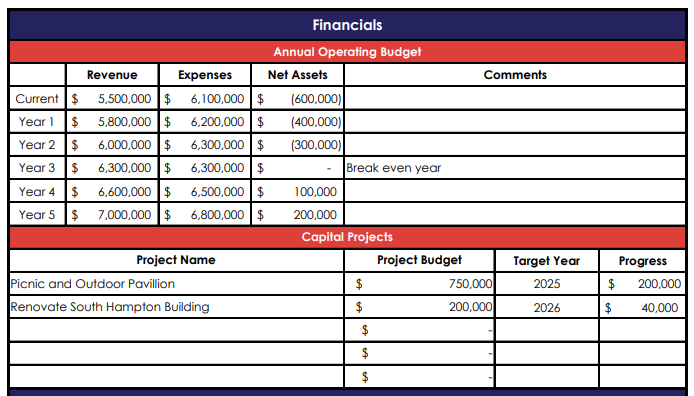 Financials
Annual Operating Budget
Revenue Expenses Net Assets Comments
Current $ 5,500,000 $ 6,100,000 $ (600,000)
Year 1 $ 5,800,000 $ 6,200,000 $ (400,000)
Year 2 $ 6,000,000 $ 6,300,000 $ (300,000)
Year 3 $ 6,300,000 $ 6,300,000 $ - Break even year
Year 4 $ 6,600,000 $ 6,500,000 $ 100,000
Year 5 $ 7,000,000 $ 6,800,000 $ 200,000
Capital Projects
Project Name Project Budget Target Year Progress
Picnic and Outdoor Pavillion $ 750,000 2025 $ 200,000
Renovate South Hampton Building $ 200,000 2026 $ 40,000
$ -
$ -
$ -